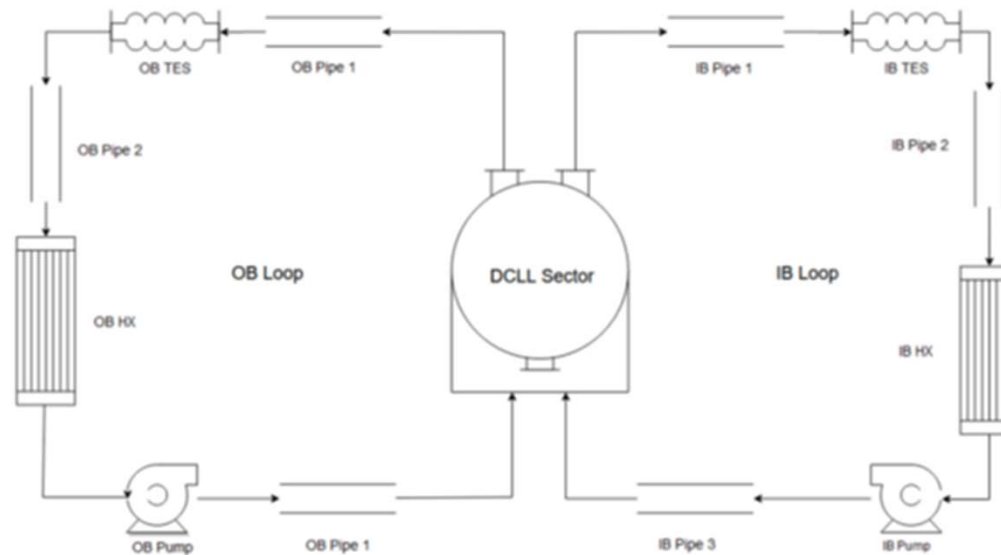 OB TES
OB Pipe 1
IB Pipe 1
IB TES
OB Pipe 2
IB Pipe 2
OB Loop
DCLL Sector
IB Loop
OB HX
IB HX
OB Pump
OB Pipe 1
IB Pipe 3
IB Pump